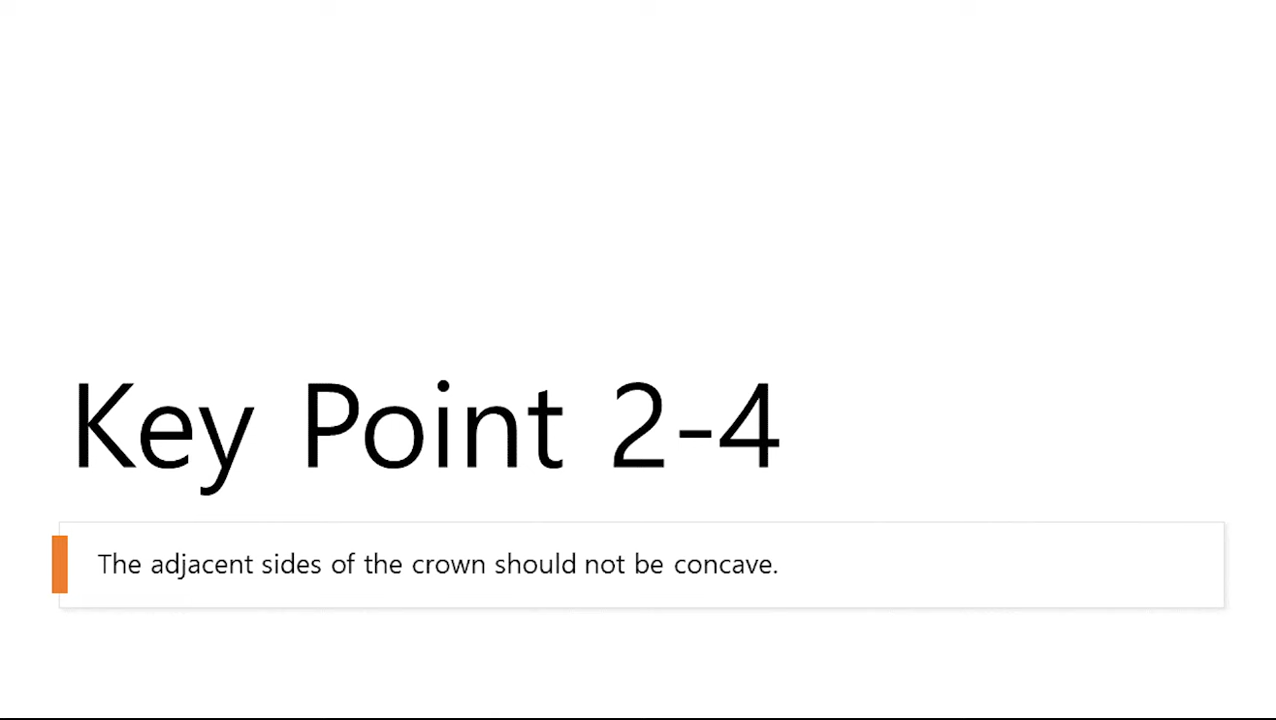 Key Point 2-4
The adjacent sides of the crown should not be concave.